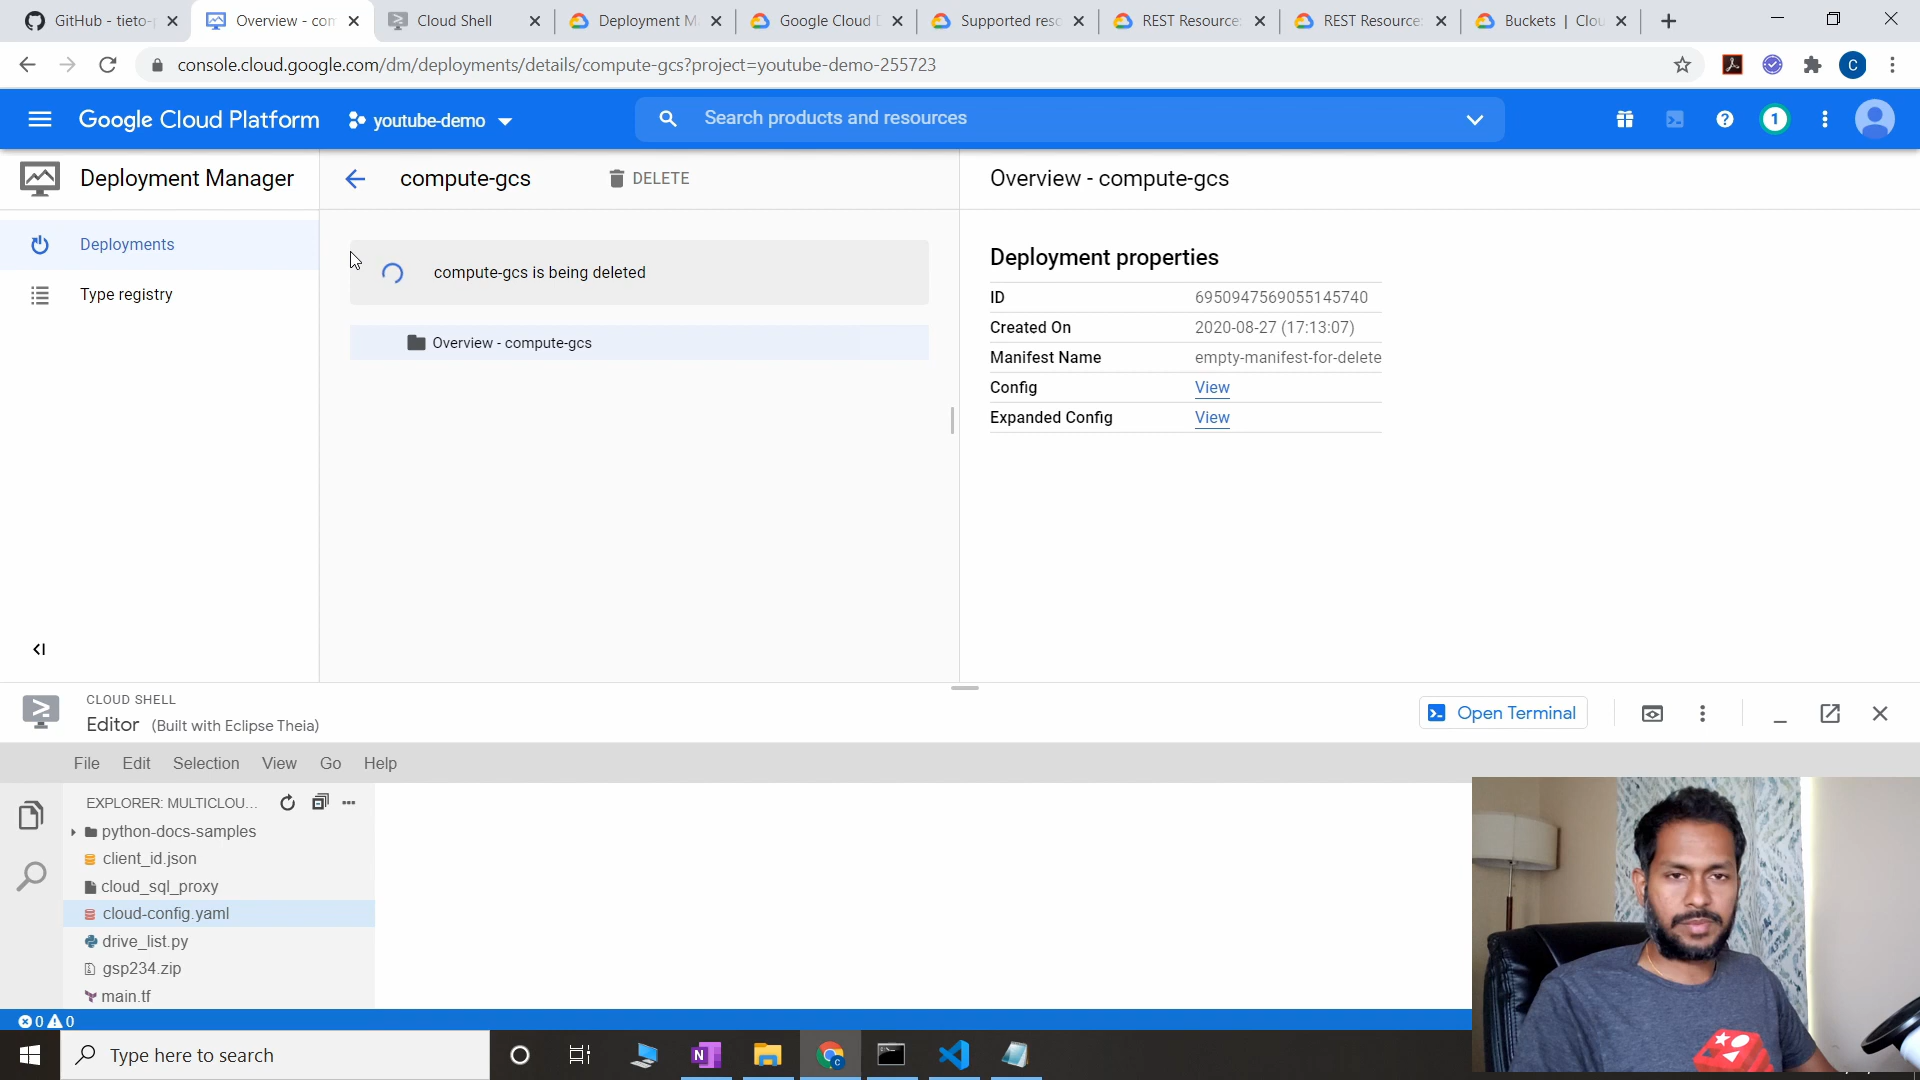 GitHub - tieto-
Overview - com
Cloud Shell
Deployment M
Google Cloud D
Supported reso
REST Resource:
REST Resource:
Buckets | Clou
console.cloud.google.com/dm/deployments/details/compute-gcs?project=youtube-demo-255723
C
Google Cloud Platform
youtube-demo
Search products and resources
1
Deployment Manager
compute-gcs
DELETE
Overview - compute-gcs
Deployments
Type registry
compute-gcs is being deleted
Overview - compute-gcs
Deployment properties
ID 6950947569055145740
Created On 2020-08-27 (17:13:07)
Manifest Name empty-manifest-for-delete
Config View
Expanded Config View
CLOUD SHELL
Editor (Built with Eclipse Theia)
Open Terminal
File Edit Selection View Go Help
EXPLORER: MULTICLOU...
python-docs-samples
client_id.json
cloud_sql_proxy
cloud-config.yaml
drive_list.py
gsp234.zip
main.tf
0 0
Type here to search